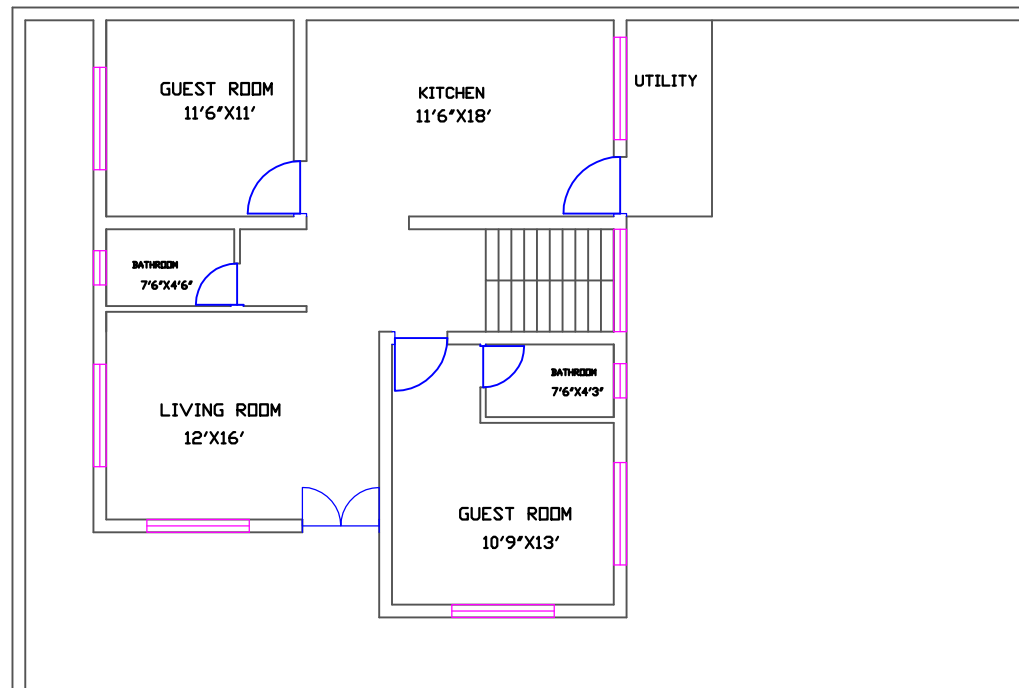 GUEST ROOM
11'6"X11'
KITCHEN
11'6"X18'
UTILITY
BATHROOM
7'6"X4'6"
LIVING ROOM
12'X16'
BATHROOM
7'6"X4'3"
GUEST ROOM
10'9"X13'